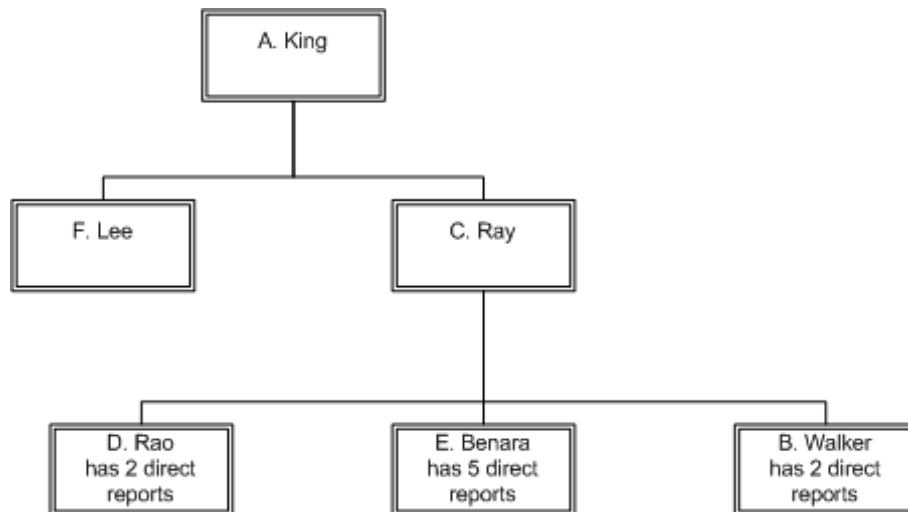 A. King
F. Lee
C. Ray
D. Rao
has 2 direct
reports
E. Benara
has 5 direct
reports
B. Walker
has 2 direct
reports